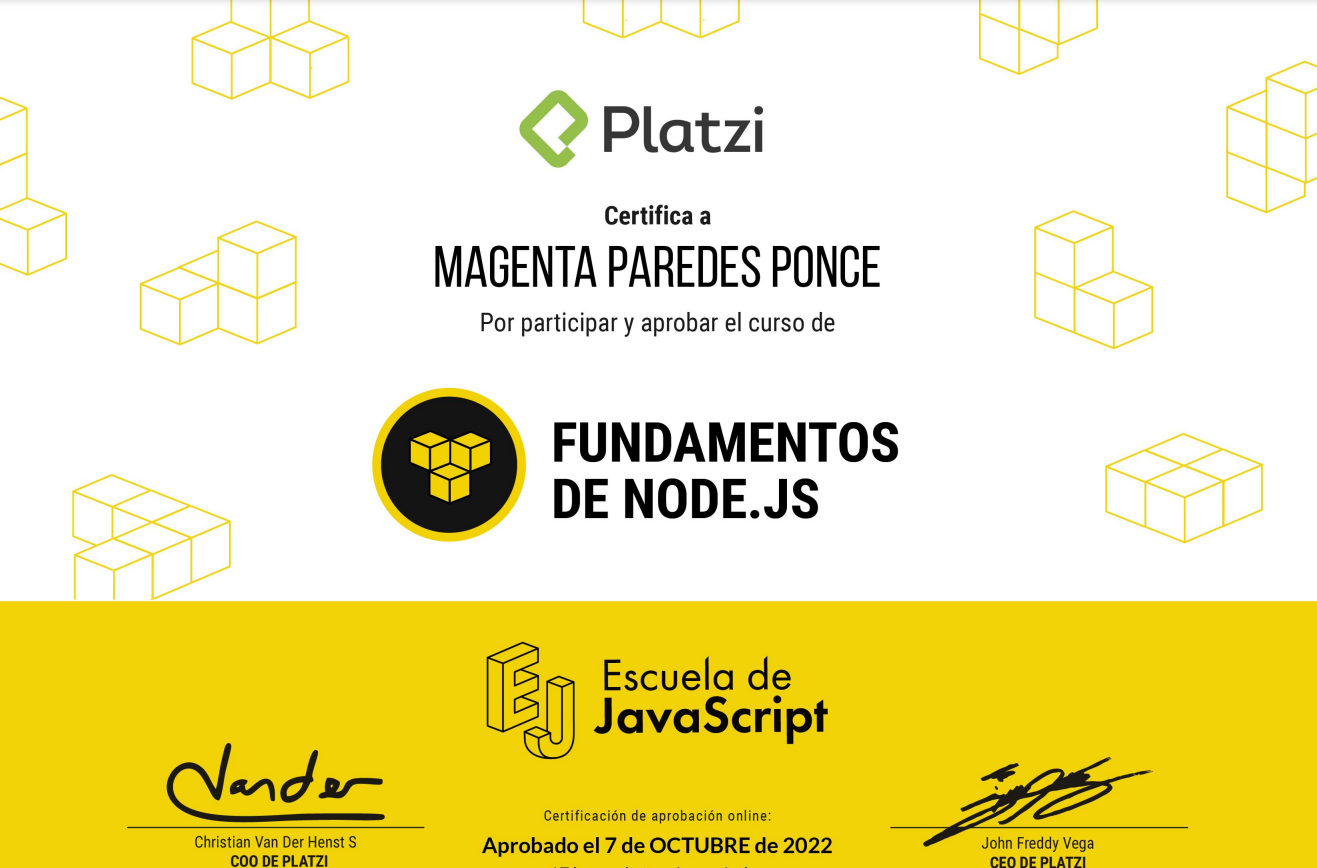 Platzi
Certifica a
MAGENTA PAREDES PONCE
Por participar y aprobar el curso de
FUNDAMENTOS
DE NODE.JS
EJ
Escuela de
JavaScript
Vander
Certificación de aprobación online:
Christian Van Der Henst S
COO DE PLATZI
Aprobado el 7 de OCTUBRE de 2022
John Freddy Vega
CEO DE PLATZI